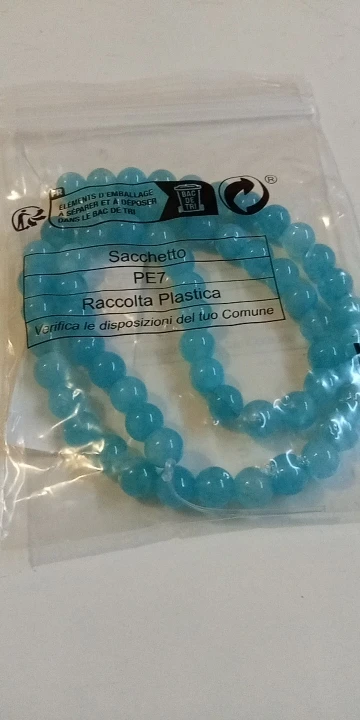 FR
ÉLÉMENTS D'EMBALLAGE
À SÉPARER ET À DÉPOSER
DANS LE BAC DE TRI
BAC
DE
TRI
®
Sacchetto
PE7
Raccolta Plastica
Verifica le disposizioni del tuo Comune